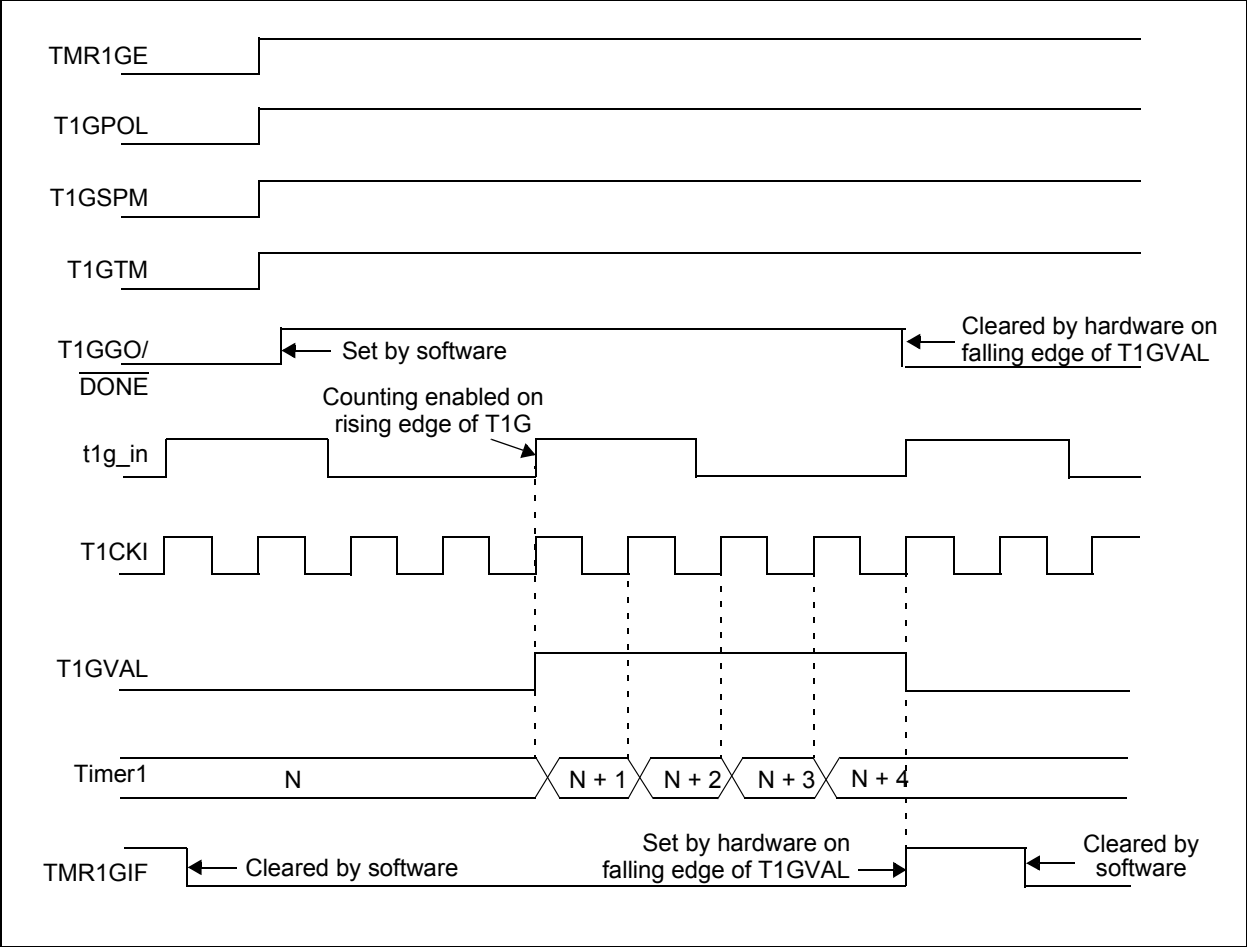 TMR1GE
T1GPOL
T1GSPM
T1GTM
T1GGO/
DONE
Set by software
Cleared by hardware on
falling edge of T1GVAL
Counting enabled on
rising edge of T1G
t1g_in
T1CKI
T1GVAL
Timer1
N
N + 1
N + 2
N + 3
N + 4
TMR1GIF
Cleared by software
Set by hardware on
falling edge of T1GVAL
Cleared by
software